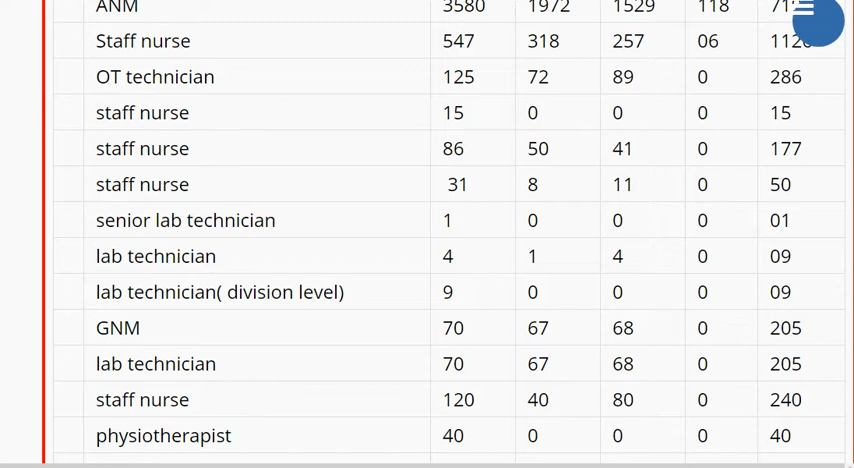 ANM 3580 1972 1529 118
Staff nurse 547 318 257 06
OT technician 125 72 89 0 286
staff nurse 15 0 0 0 15
staff nurse 86 50 41 0 177
staff nurse 31 8 11 0 50
senior lab technician 1 0 0 0 01
lab technician 4 1 4 0 09
lab technician( division level) 9 0 0 0 09
GNM 70 67 68 0 205
lab technician 70 67 68 0 205
staff nurse 120 40 80 0 240
physiotherapist 40 0 0 0 40